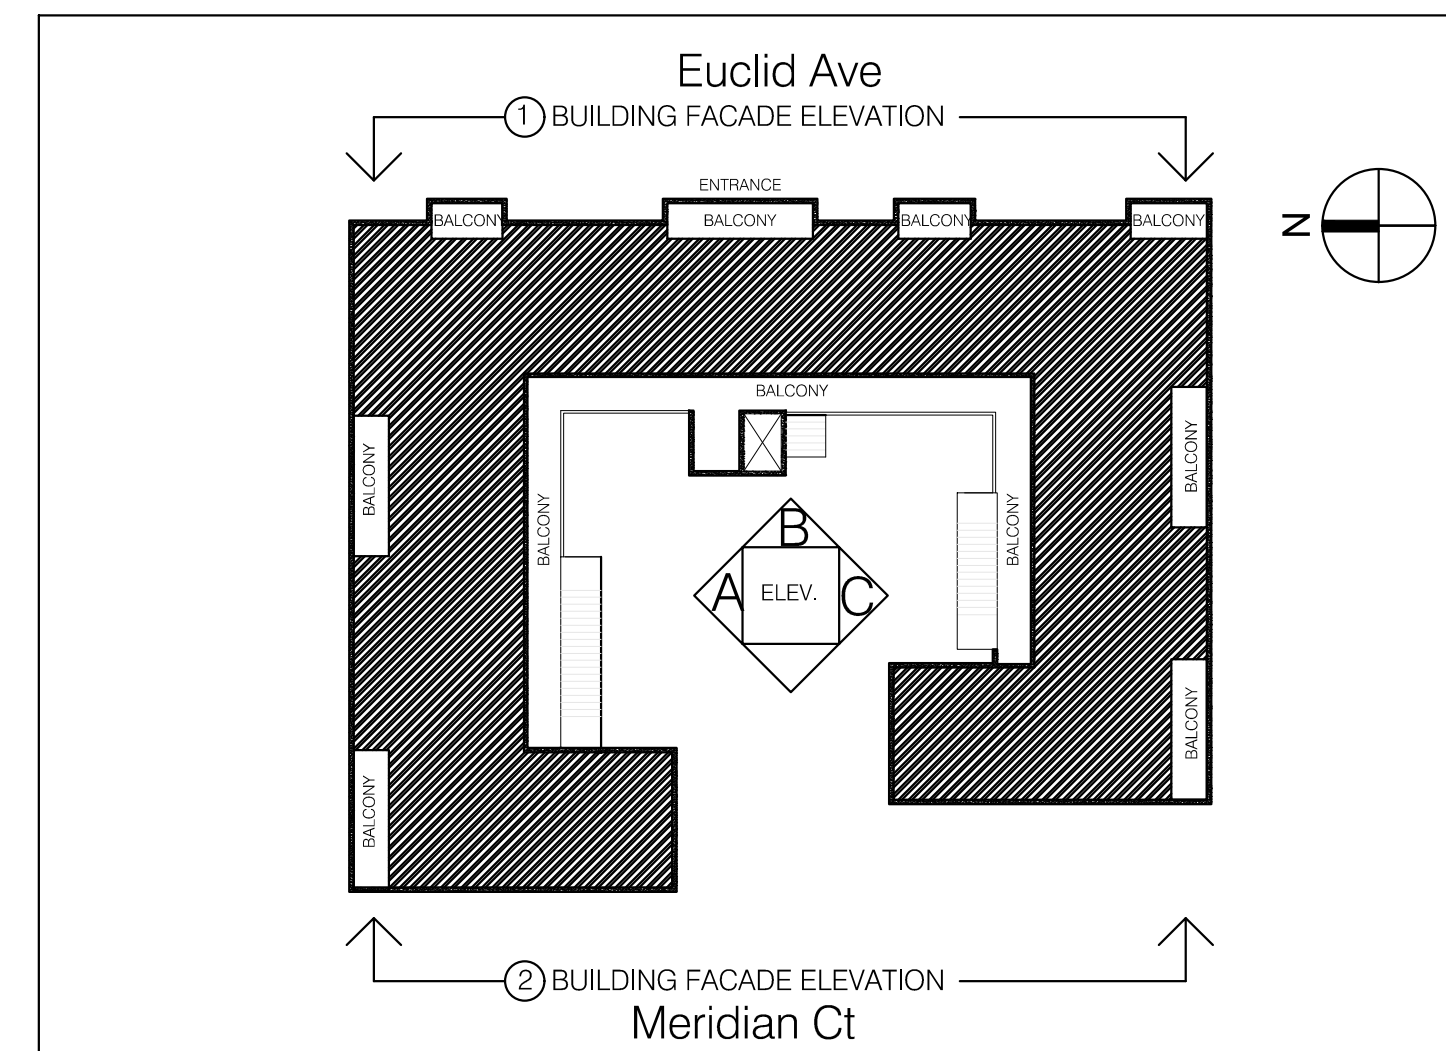 Euclid Ave
1 BUILDING FACADE ELEVATION
ENTRANCE
BALCONY
BALCONY
BALCONY
BALCONY
N
BALCONY
BALCONY
BALCONY
BALCONY
BALCONY
B
A
ELEV.
C
BALCONY
BALCONY
2 BUILDING FACADE ELEVATION
Meridian Ct